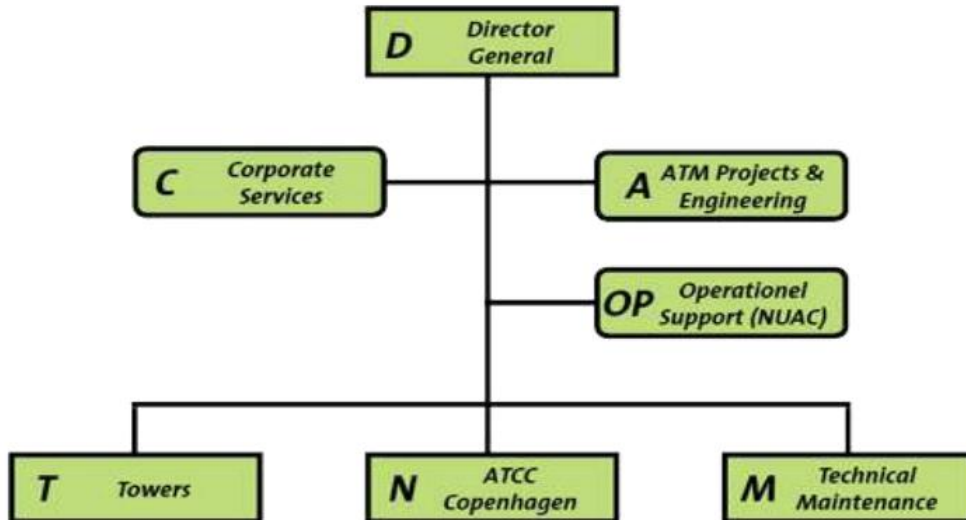 D Director
General
C Corporate
Services
A ATM Projects &
Engineering
OP Operationel
Support (NUAC)
T Towers
N ATCC
Copenhagen
M Technical
Maintenance